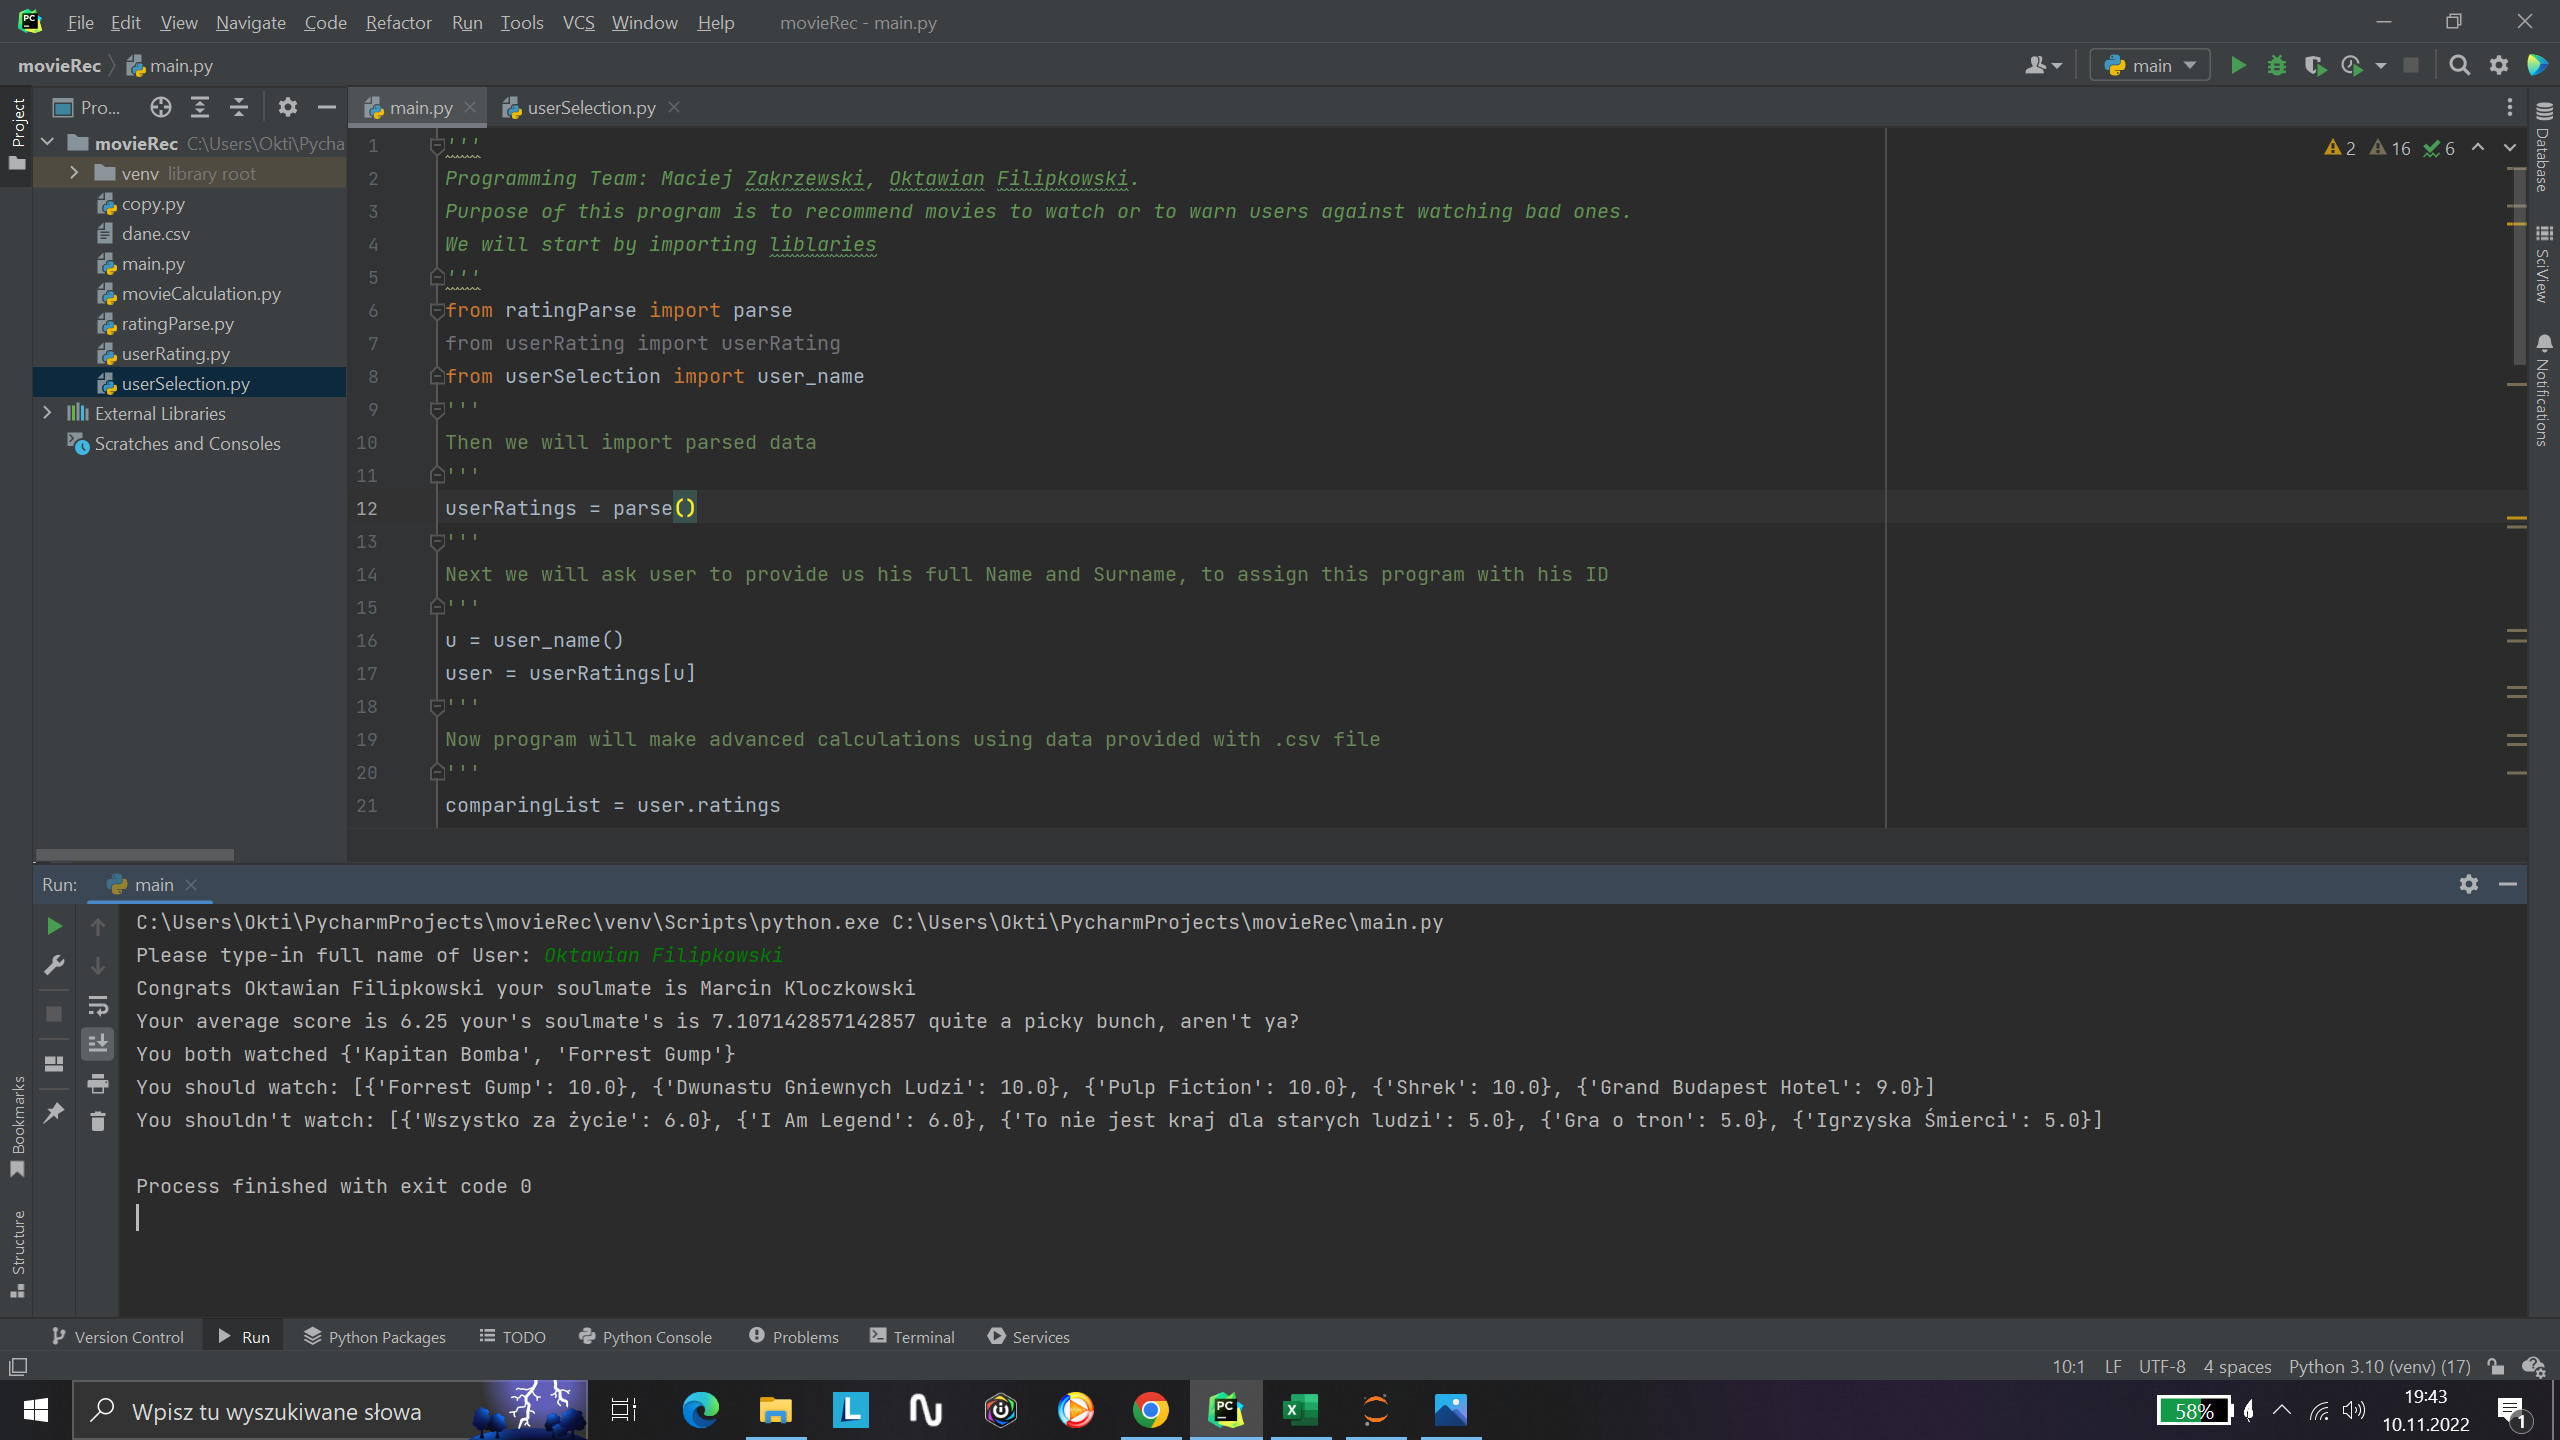 File Edit View Navigate Code Refactor Run Tools VCS Window Help movieRec - main.py
movieRec main.py
main
Project
Pro...
main.py
userSelection.py
movieRec C:\Users\Okti\Pycha
venv library root
copy.py
dane.csv
main.py
movieCalculation.py
ratingParse.py
userRating.py
userSelection.py
External Libraries
Scratches and Consoles
2 16 6
1 '''
2 Programming Team: Maciej Zakrzewski, Oktawian Filipkowski.
3 Purpose of this program is to recommend movies to watch or to warn users against watching bad ones.
4 We will start by importing liblaries
5 '''
6 from ratingParse import parse
7 from userRating import userRating
8 from userSelection import user_name
9 '''
10 Then we will import parsed data
11 '''
12 userRatings = parse()
13 '''
14 Next we will ask user to provide us his full Name and Surname, to assign this program with his ID
15 '''
16 u = user_name()
17 user = userRatings[u]
18 '''
19 Now program will make advanced calculations using data provided with .csv file
20 '''
21 comparingList = user.ratings
Database
SciView
Notifications
Run: main
C:\Users\Okti\PycharmProjects\movieRec\venv\Scripts\python.exe C:\Users\Okti\PycharmProjects\movieRec\main.py
Please type-in full name of User: Oktawian Filipkowski
Congrats Oktawian Filipkowski your soulmate is Marcin Kloczkowski
Your average score is 6.25 your's soulmate's is 7.107142857142857 quite a picky bunch, aren't ya?
You both watched {'Kapitan Bomba', 'Forrest Gump'}
You should watch: [{'Forrest Gump': 10.0}, {'Dwunastu Gniewnych Ludzi': 10.0}, {'Pulp Fiction': 10.0}, {'Shrek': 10.0}, {'Grand Budapest Hotel': 9.0}]
You shouldn't watch: [{'Wszystko za życie': 6.0}, {'I Am Legend': 6.0}, {'To nie jest kraj dla starych ludzi': 5.0}, {'Gra o tron': 5.0}, {'Igrzyska Śmierci': 5.0}]
Process finished with exit code 0
Bookmarks
Structure
Version Control Run Python Packages TODO Python Console Problems Terminal Services
10:1 LF UTF-8 4 spaces Python 3.10 (venv) (17)
Wpisz tu wyszukiwane słowa
58%
19:43
10.11.2022
1